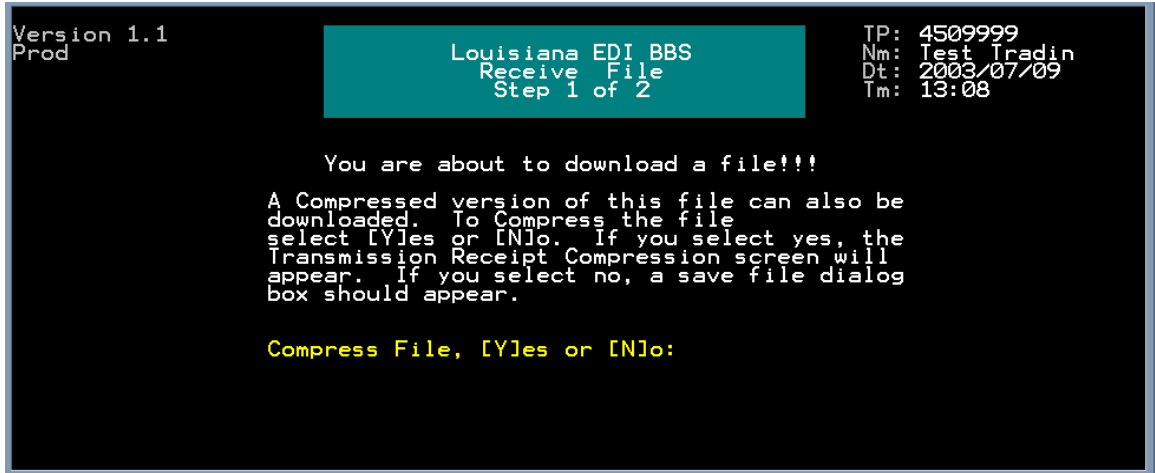 Version 1.1
Prod
Louisiana EDI BBS
Receive File
Step 1 of 2
TP: 4509999
Nm: Test Tradin
Dt: 2003/07/09
Tm: 13:08
You are about to download a file!!!
A Compressed version of this file can also be
downloaded. To Compress the file
select [Y]es or [N]o. If you select yes, the
Transmission Receipt Compression screen will
appear. If you select no, a save file dialog
box should appear.
Compress File, [Y]es or [N]o: